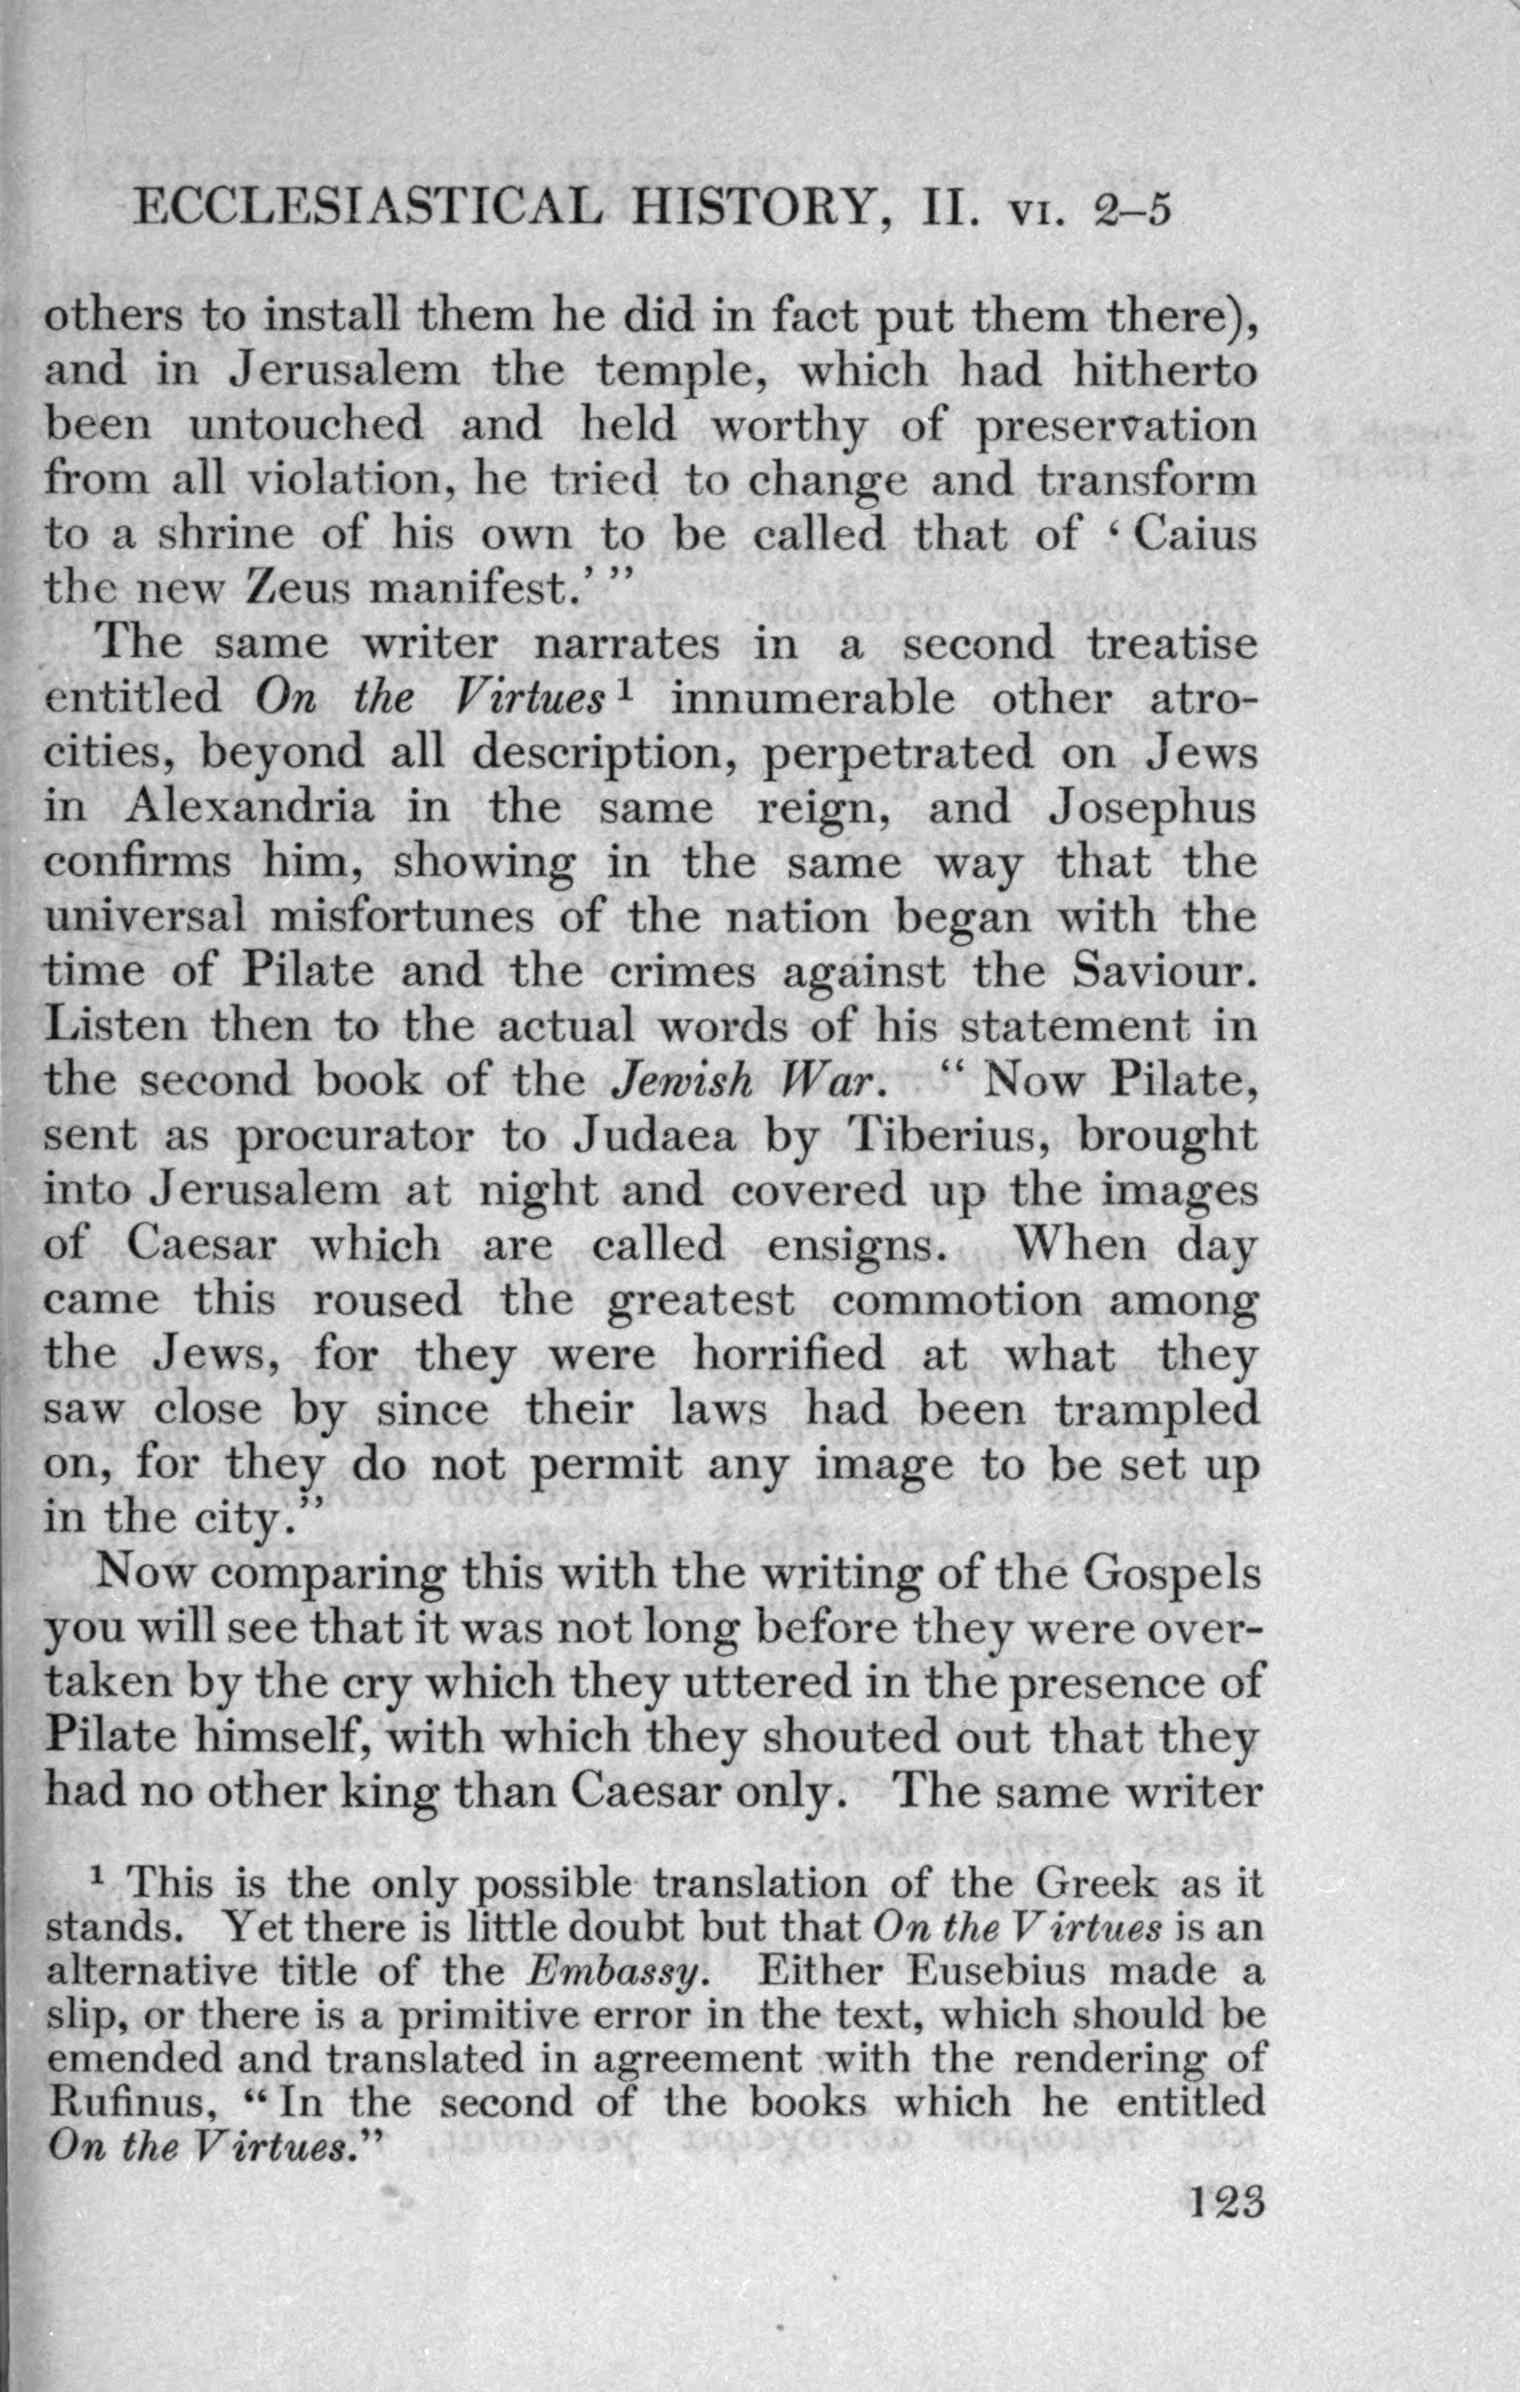 ECCLESIASTICAL HISTORY, II. VI. 2–5
others to install them he did in fact put them there),
and in Jerusalem the temple, which had hitherto
been untouched and held worthy of preservation
from all violation, he tried to change and transform
to a shrine of his own to be called that of ‘ Caius
the new Zeus manifest.’ ”
The same writer narrates in a second treatise
entitled On the Virtues ¹ innumerable other atro-
cities, beyond all description, perpetrated on Jews
in Alexandria in the same reign, and Josephus
confirms him, showing in the same way that the
universal misfortunes of the nation began with the
time of Pilate and the crimes against the Saviour.
Listen then to the actual words of his statement in
the second book of the Jewish War. “ Now Pilate,
sent as procurator to Judaea by Tiberius, brought
into Jerusalem at night and covered up the images
of Caesar which are called ensigns. When day
came this roused the greatest commotion among
the Jews, for they were horrified at what they
saw close by since their laws had been trampled
on, for they do not permit any image to be set up
in the city.”
Now comparing this with the writing of the Gospels
you will see that it was not long before they were over-
taken by the cry which they uttered in the presence of
Pilate himself, with which they shouted out that they
had no other king than Caesar only. The same writer
¹ This is the only possible translation of the Greek as it
stands. Yet there is little doubt but that On the Virtues is an
alternative title of the Embassy. Either Eusebius made a
slip, or there is a primitive error in the text, which should be
emended and translated in agreement with the rendering of
Rufinus, “ In the second of the books which he entitled
On the Virtues.”
123